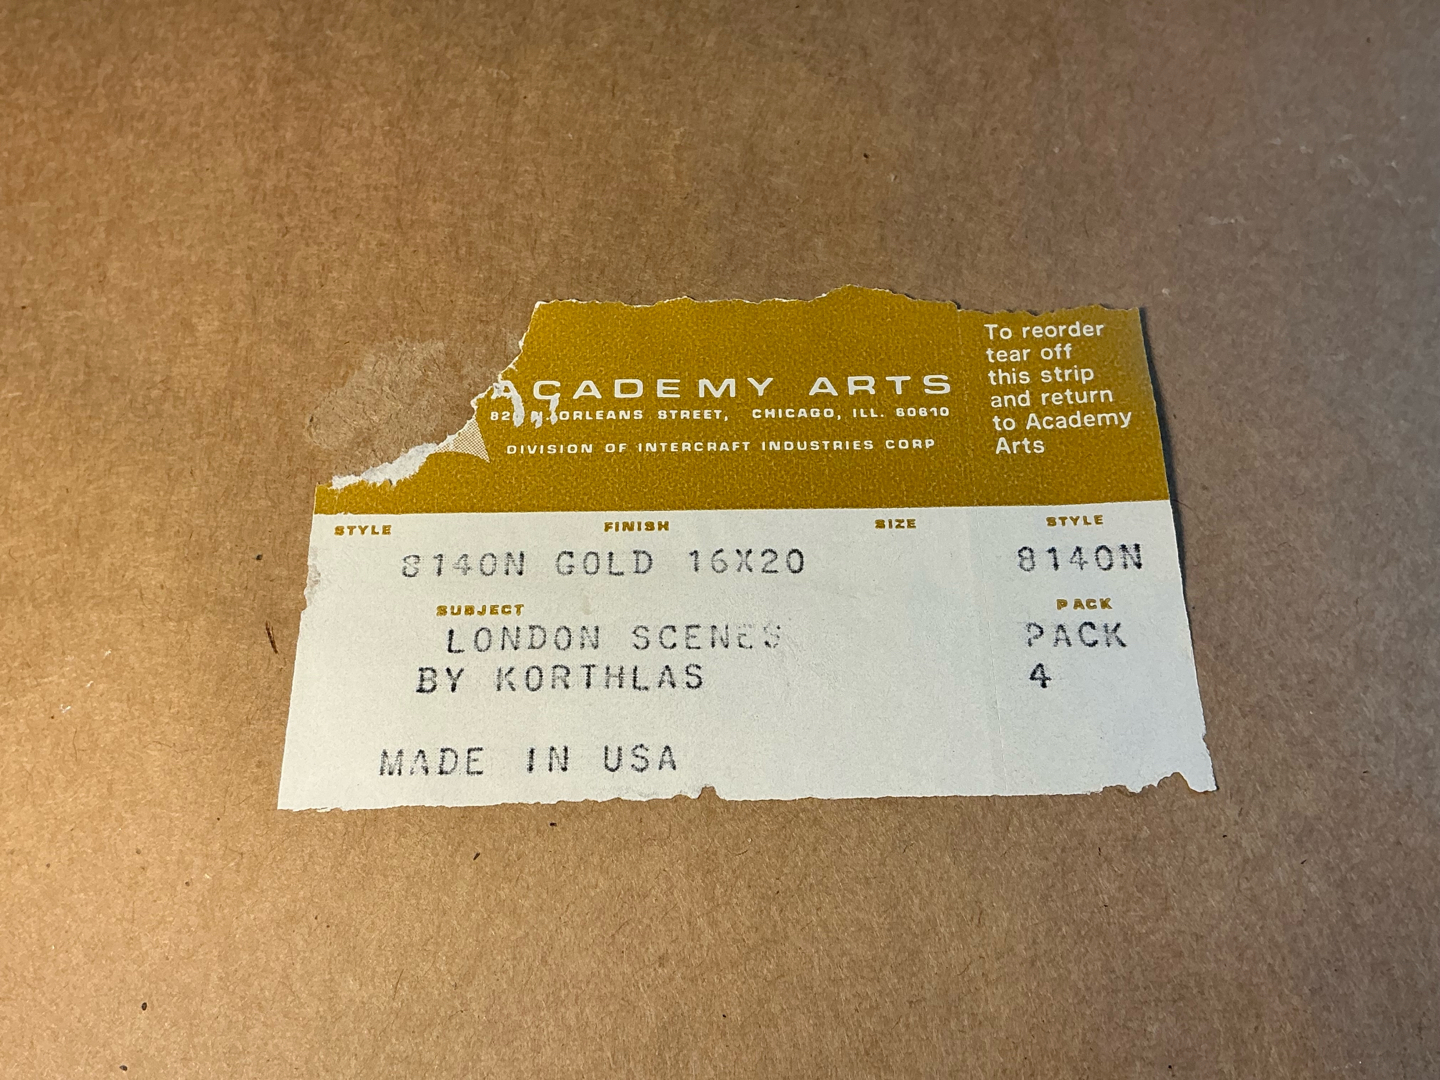 ACADEMY ARTS
N. ORLEANS STREET, CHICAGO, ILL. 60610
DIVISION OF INTERCRAFT INDUSTRIES CORP
To reorder
tear off
this strip
and return
to Academy
Arts
STYLE FINISH SIZE STYLE
8140N GOLD 16X20 8140N
SUBJECT PACK
LONDON SCENES PACK
BY KORTHLAS 4
MADE IN USA